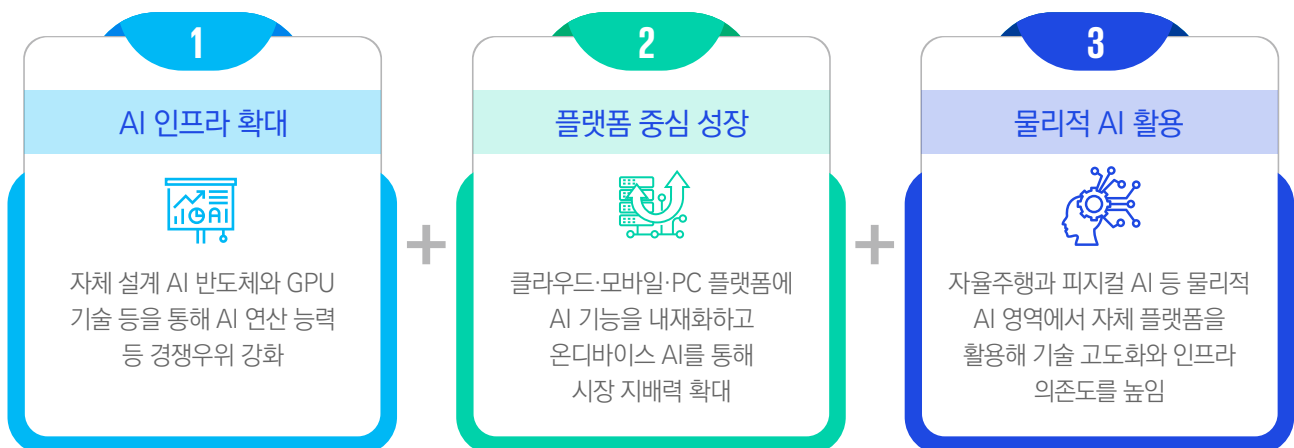 1
AI 인프라 확대
AI
자체 설계 AI 반도체와 GPU
기술 등을 통해 AI 연산 능력
등 경쟁우위 강화
2
플랫폼 중심 성장
클라우드·모바일·PC 플랫폼에
AI 기능을 내재화하고
온디바이스 AI를 통해
시장 지배력 확대
3
물리적 AI 활용
자율주행과 피지컬 AI 등 물리적
AI 영역에서 자체 플랫폼을
활용해 기술 고도화와 인프라
의존도를 높임